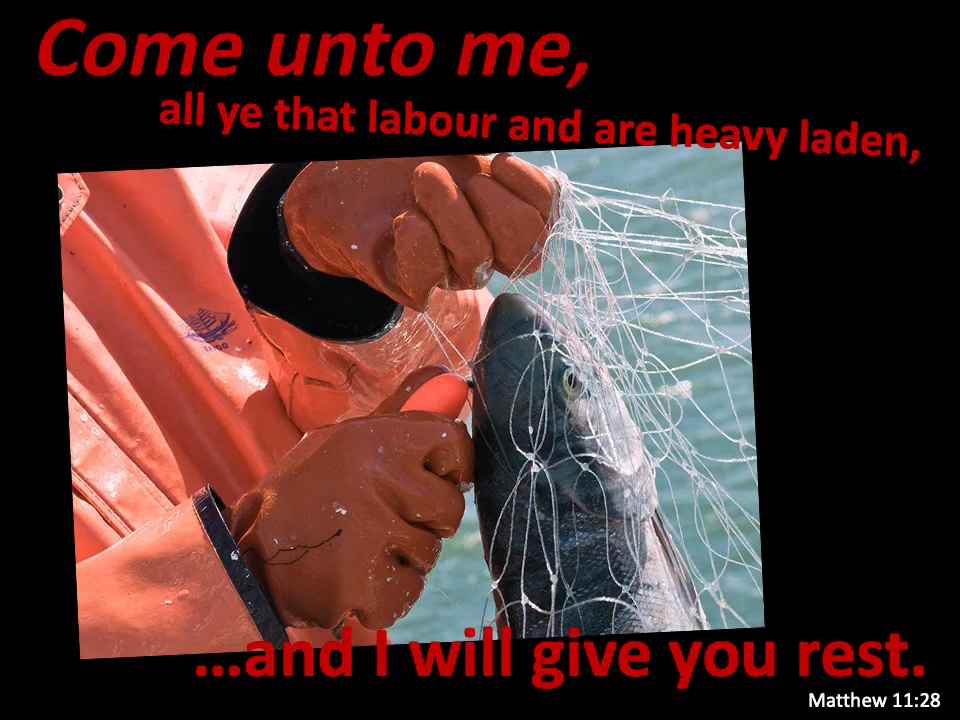 Come unto me,
all ye that labour and are heavy laden,
...and I will give you rest.
Matthew 11:28